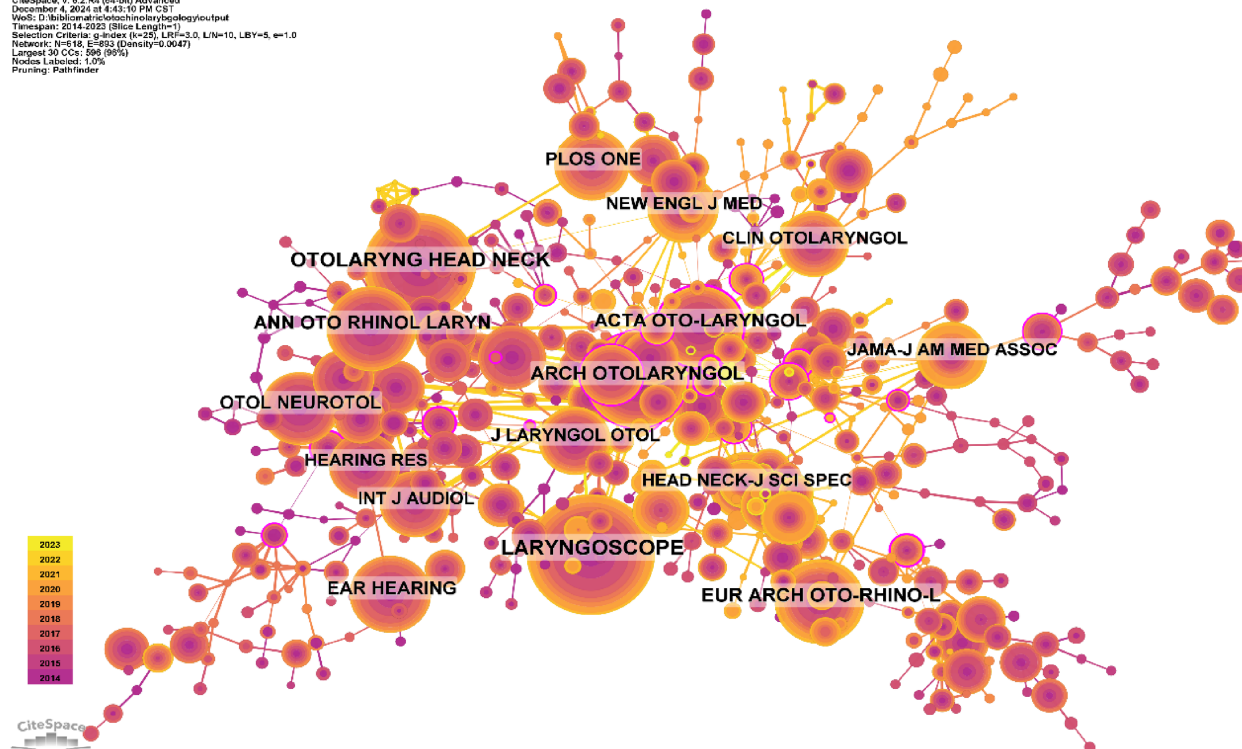 CiteSpace, v. 6.2.R4 (64-bit) Advanced
December 4, 2024 at 4:43:10 PM CST
WoS: D:\bibliomatric\otochinolarybgology\output
Timespan: 2014-2023 (Slice Length=1)
Selection Criteria: g-index (k=25), LRF=3.0, L/N=10, LBY=5, e=1.0
Network: N=618, E=893 (Density=0.0047)
Largest 30 CCs: 596 (96%)
Nodes Labeled: 1.0%
Pruning: Pathfinder
PLOS ONE
NEW ENGL J MED
CLIN OTOLARYNGOL
OTOLARYNG HEAD NECK
ANN OTO RHINOL LARYN
ACTA OTO-LARYNGOL
JAMA-J AM MED ASSOC
ARCH OTOLARYNGOL
OTOL NEUROTOL
J LARYNGOL OTOL
HEARING RES
HEAD NECK-J SCI SPEC
INT J AUDIOL
LARYNGOSCOPE
EAR HEARING
EUR ARCH OTO-RHINO-L
2023
2022
2021
2020
2019
2018
2017
2016
2015
2014
CiteSpace